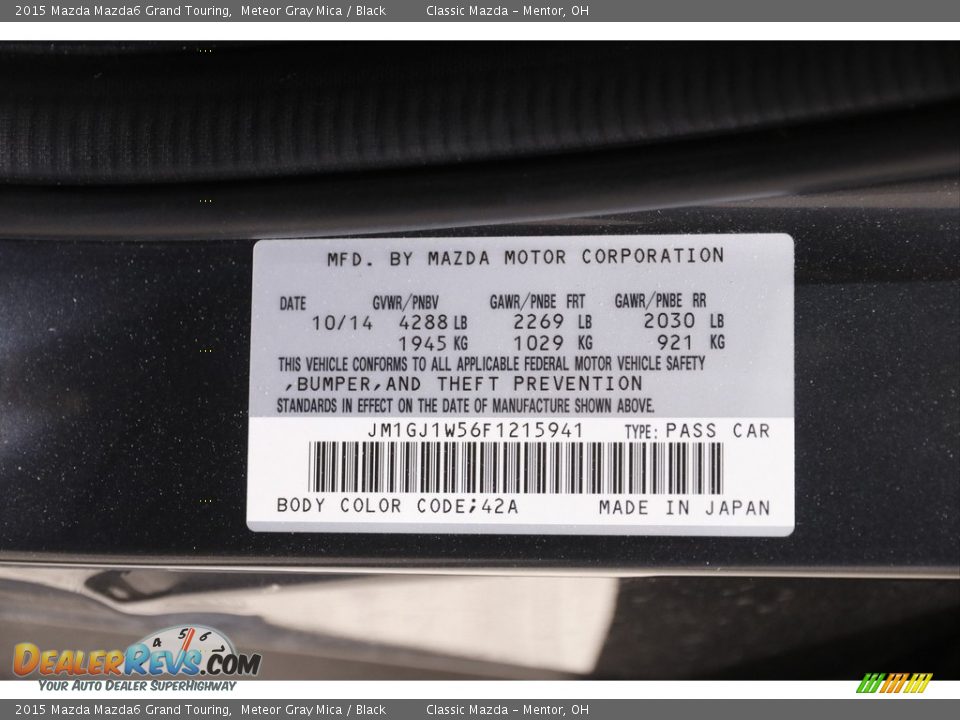 2015 Mazda Mazda6 Grand Touring, Meteor Gray Mica / Black Classic Mazda – Mentor, OH
MFD. BY MAZDA MOTOR CORPORATION
DATE GVWR/PNBV GAWR/PNBE FRT GAWR/PNBE RR
10/14 4288 LB 2269 LB 2030 LB
1945 KG 1029 KG 921 KG
THIS VEHICLE CONFORMS TO ALL APPLICABLE FEDERAL MOTOR VEHICLE SAFETY
,BUMPER,AND THEFT PREVENTION
STANDARDS IN EFFECT ON THE DATE OF MANUFACTURE SHOWN ABOVE.
JM1GJ1W56F1215941 TYPE: PASS CAR
BODY COLOR CODE;42A MADE IN JAPAN
4 5 6
DEALERREVS.COM
YOUR AUTO DEALER SUPERHIGHWAY
2015 Mazda Mazda6 Grand Touring, Meteor Gray Mica / Black Classic Mazda – Mentor, OH